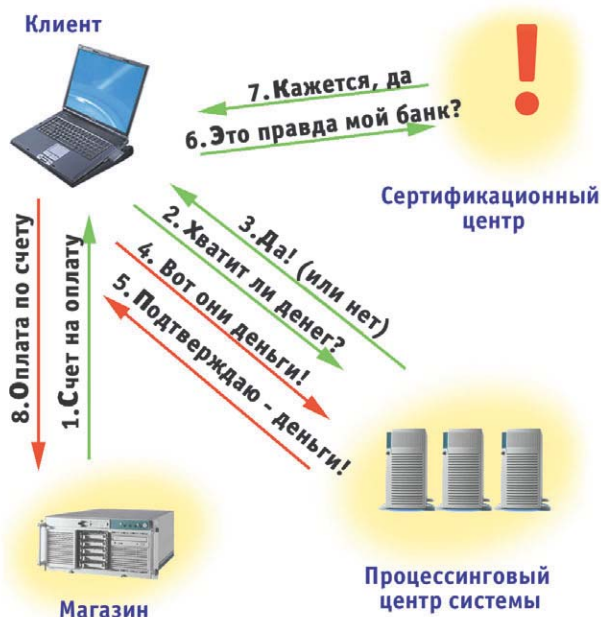 Клиент
7.Кажется, да
6.Это правда мой банк?
Сертификационный
центр
3.Да! (или нет)
2. Хватит ли денег?
4. Вот они деньги!
5. Подтверждаю - деньги!
8.Оплата по счету
1.Счет на оплату
Процессинговый
центр системы
Магазин